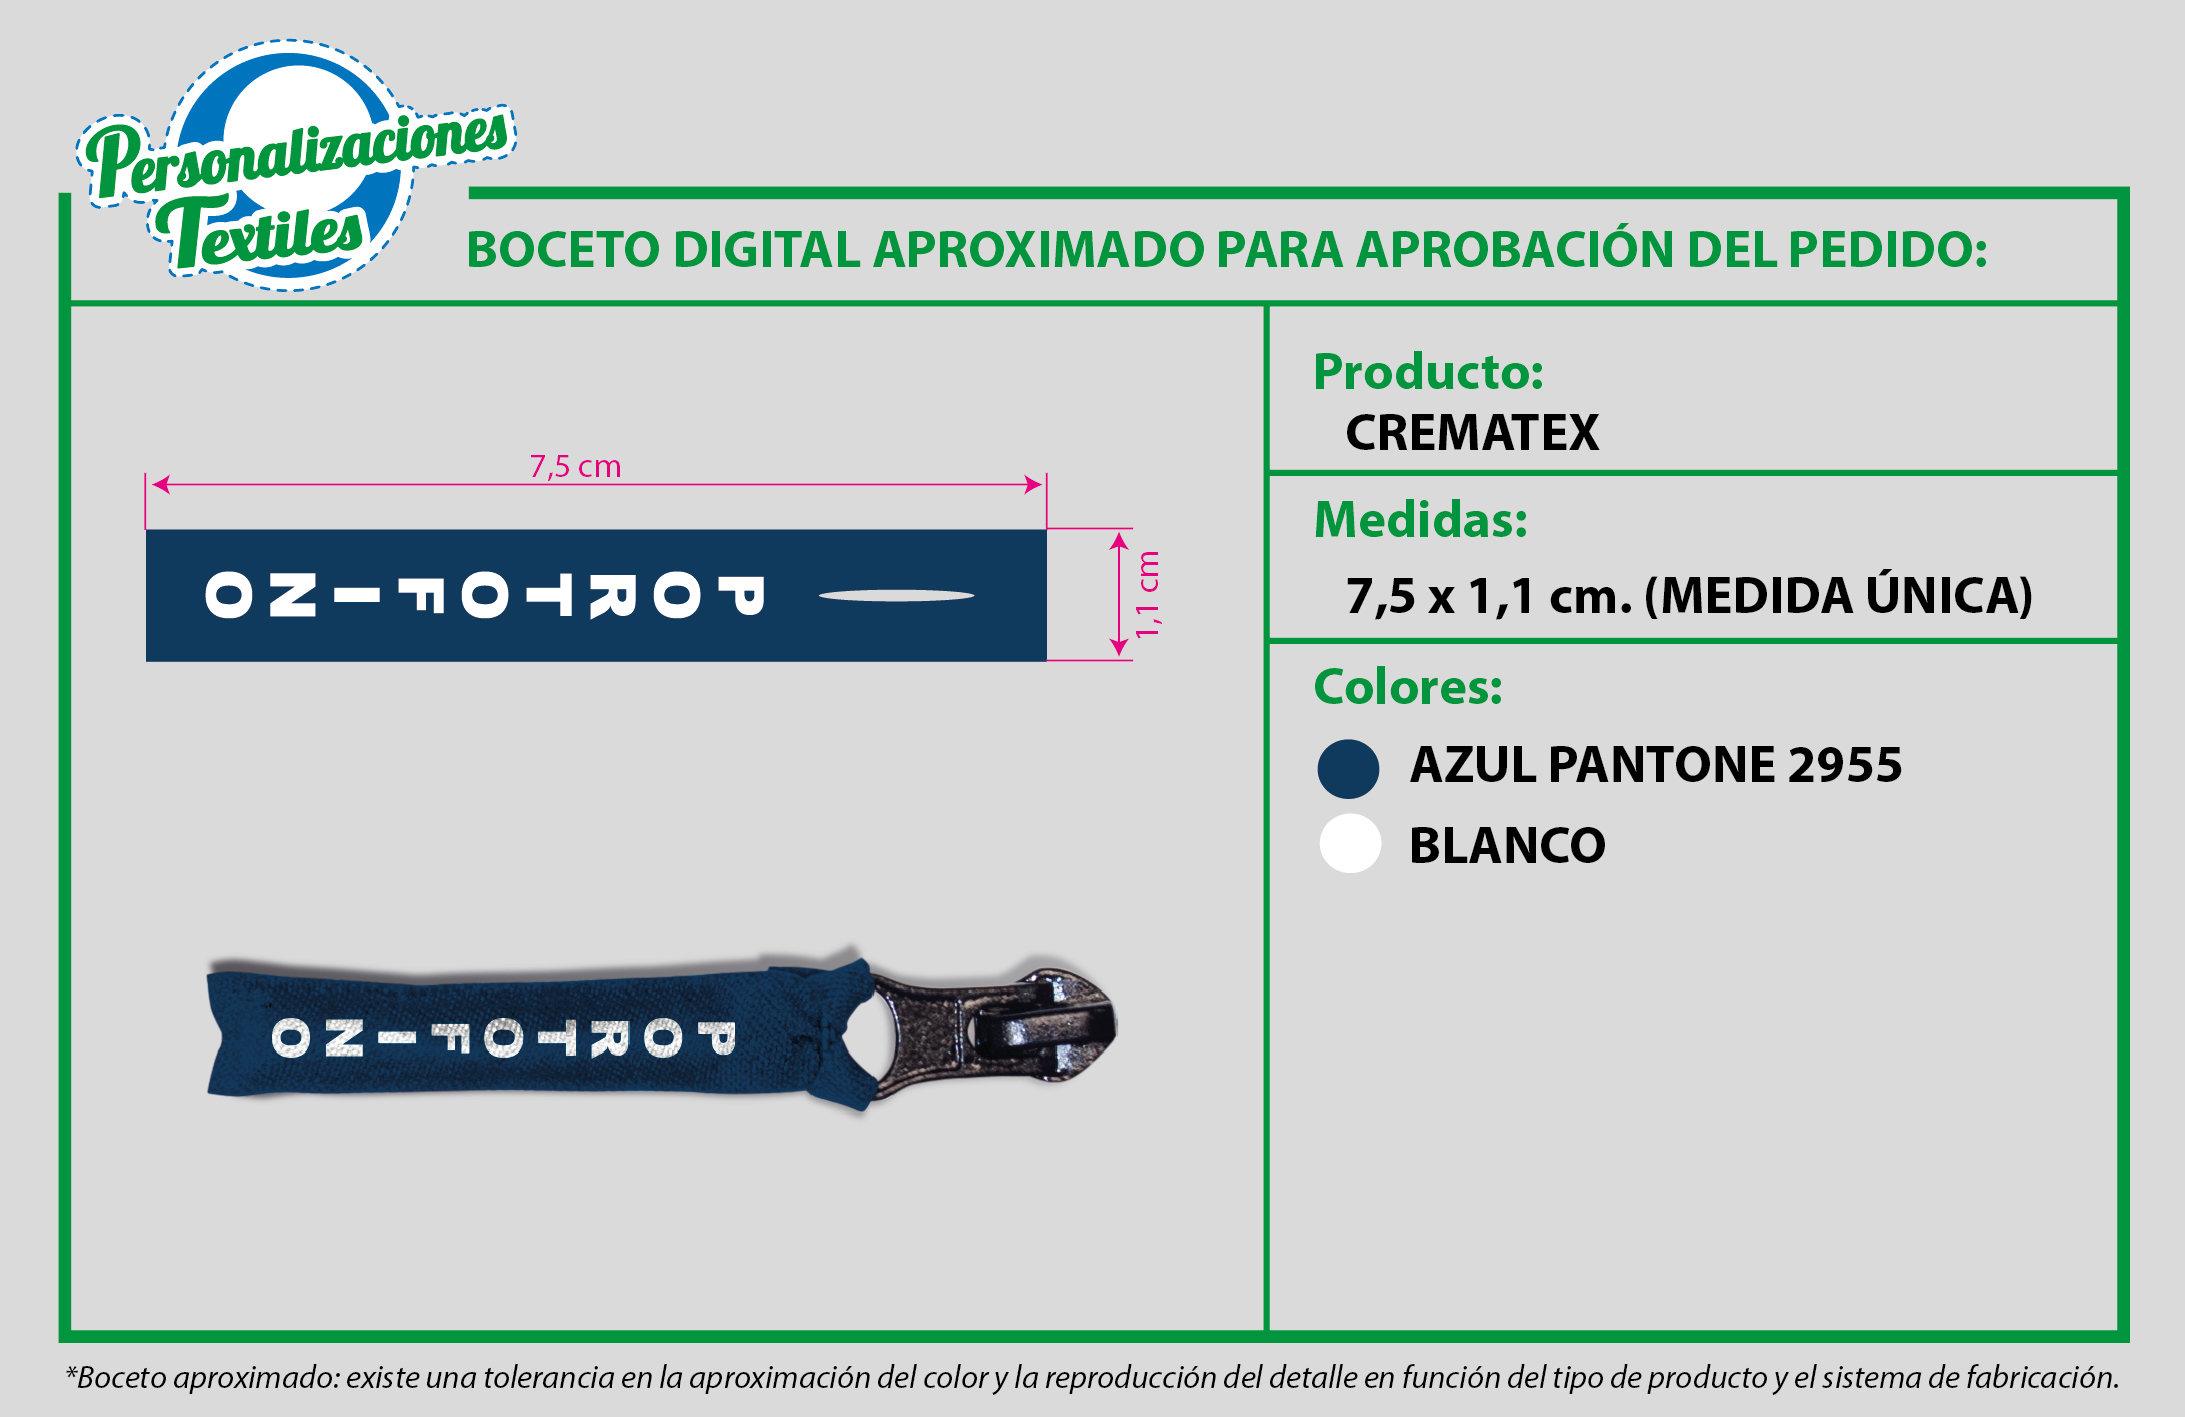 Personalizaciones
Textiles
BOCETO DIGITAL APROXIMADO PARA APROBACIÓN DEL PEDIDO:
7,5 cm
1,1 cm
PORTOFINO
PORTOFINO
Producto:
CREMATEX
Medidas:
7,5 x 1,1 cm. (MEDIDA ÚNICA)
Colores:
AZUL PANTONE 2955
BLANCO
*Boceto aproximado: existe una tolerancia en la aproximación del color y la reproducción del detalle en función del tipo de producto y el sistema de fabricación.